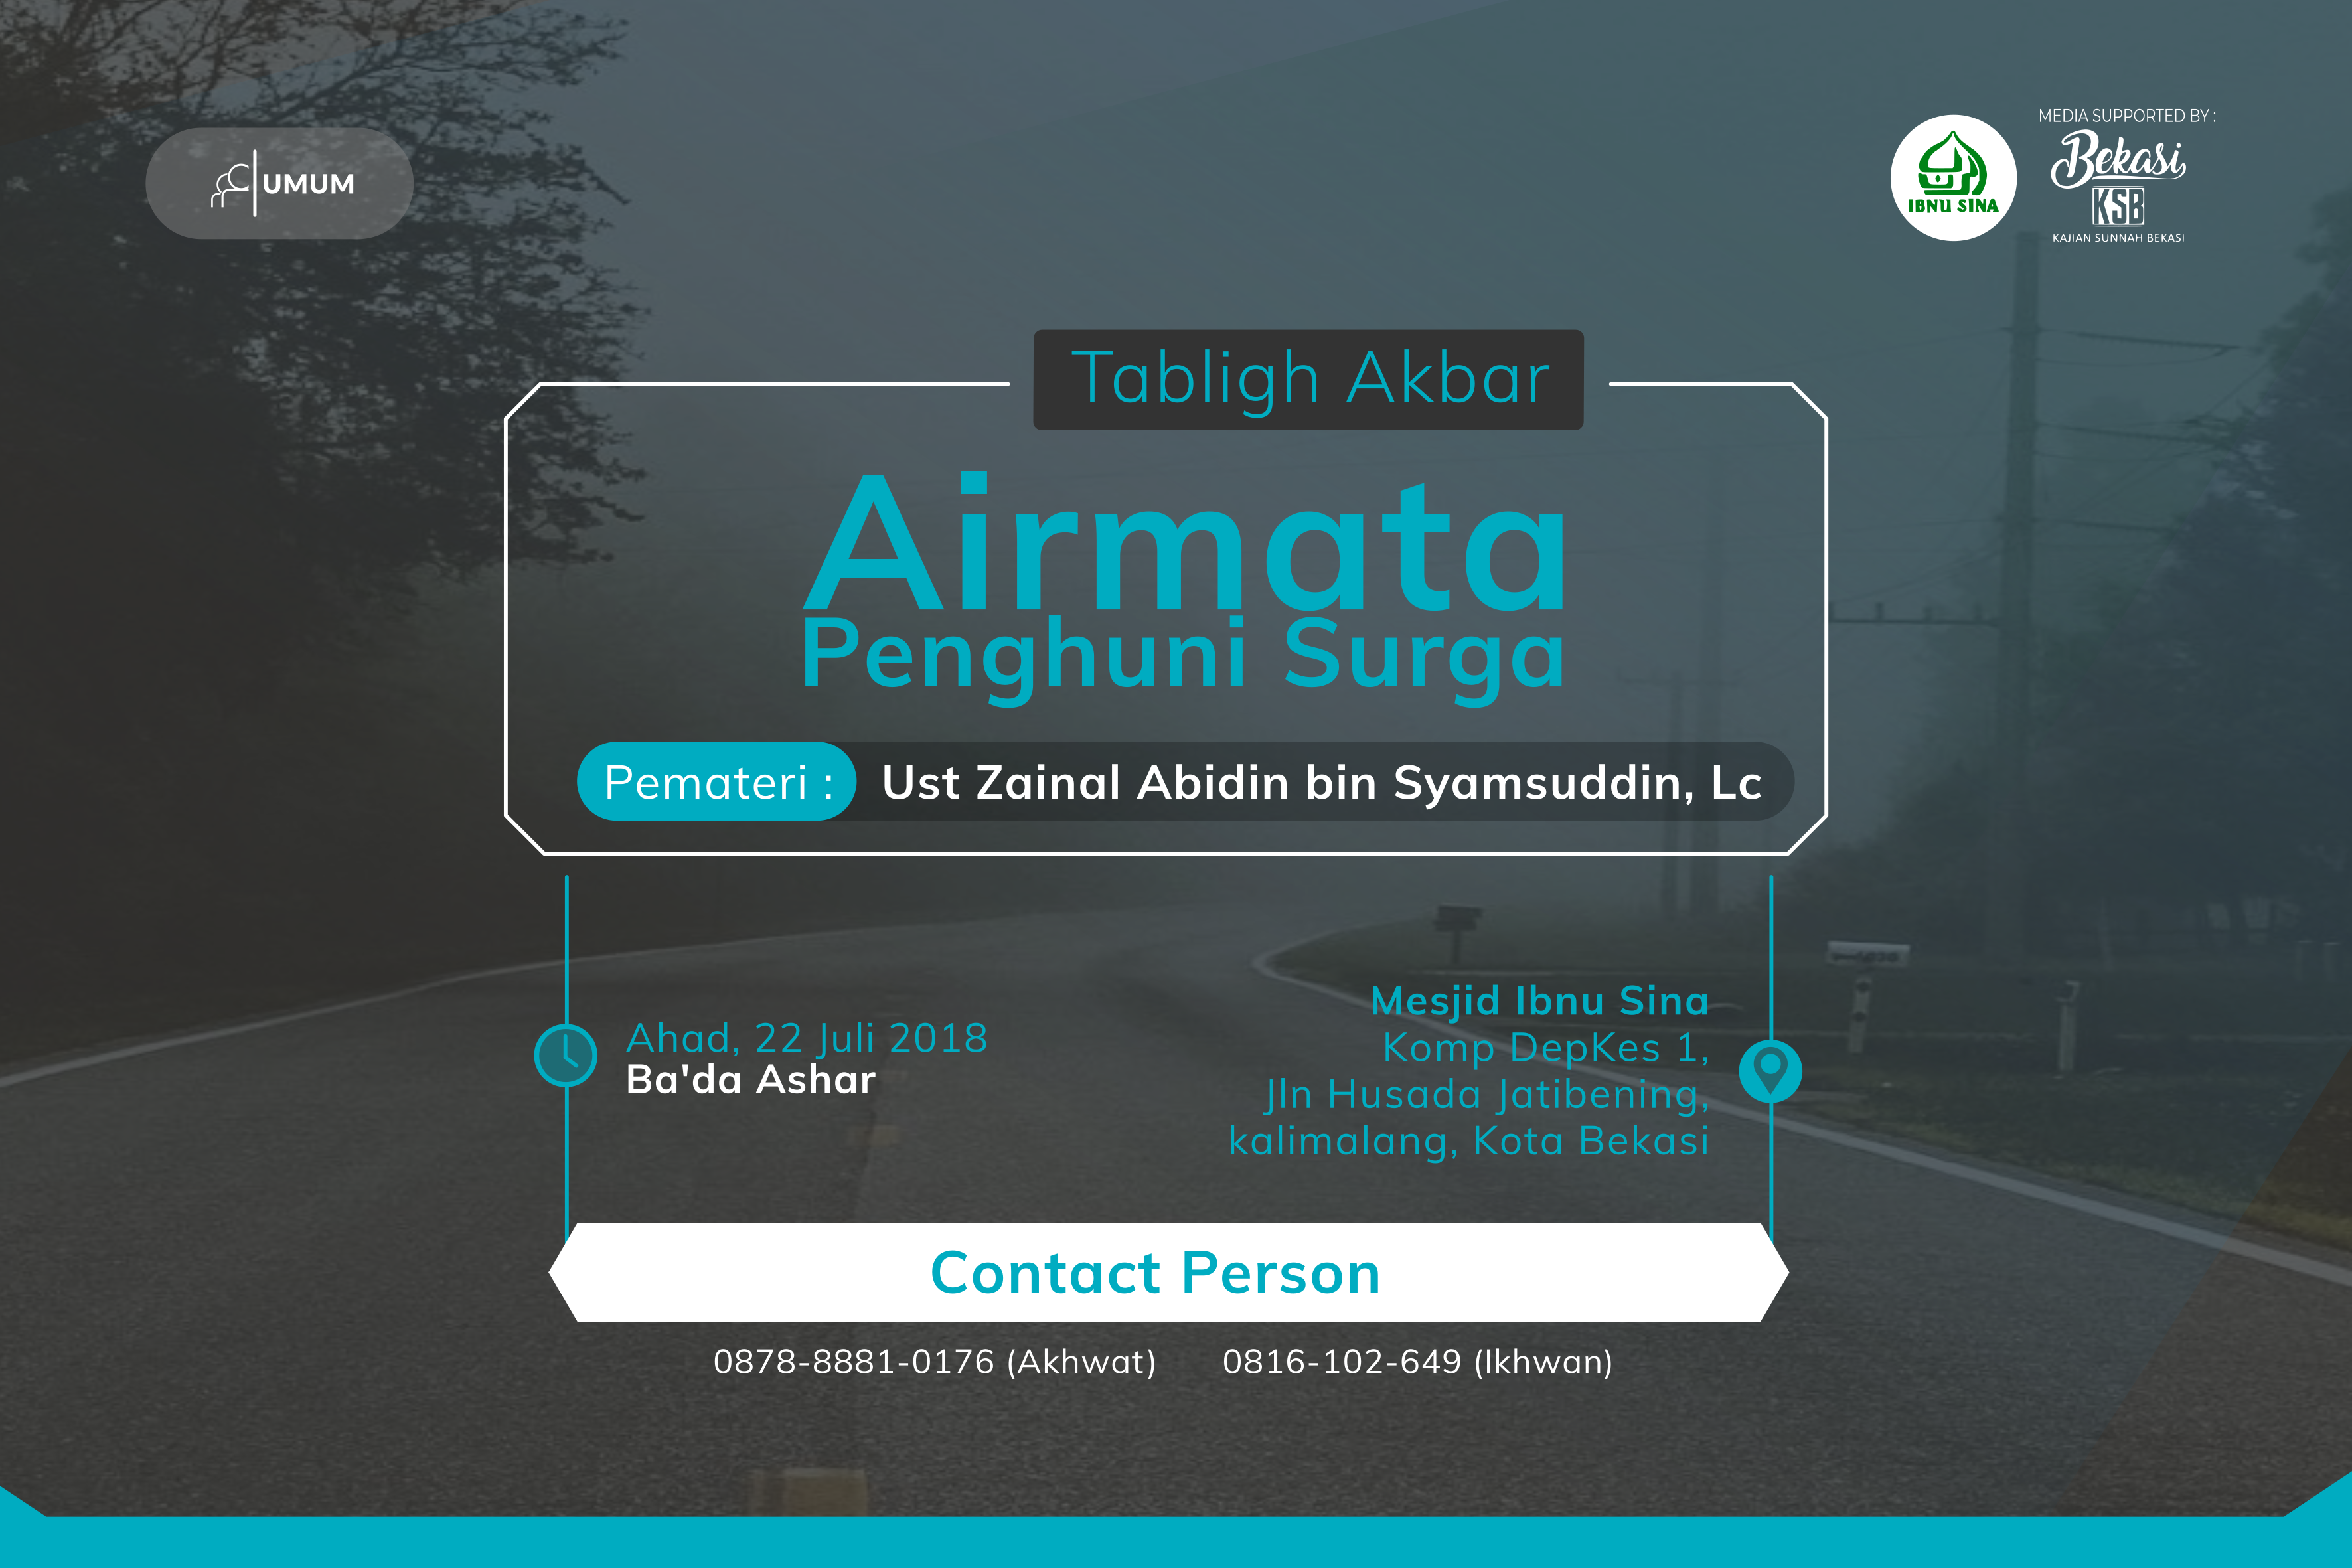 UMUM
IBNU SINA
MEDIA SUPPORTED BY :
Bekasi
KSB
KAJIAN SUNNAH BEKASI
Tabligh Akbar
Airmata
Penghuni Surga
Pemateri : Ust Zainal Abidin bin Syamsuddin, Lc
Ahad, 22 Juli 2018
Ba'da Ashar
Mesjid Ibnu Sina
Komp DepKes 1,
Jln Husada Jatibening,
kalimalang, Kota Bekasi
Contact Person
0878-8881-0176 (Akhwat) 0816-102-649 (Ikhwan)